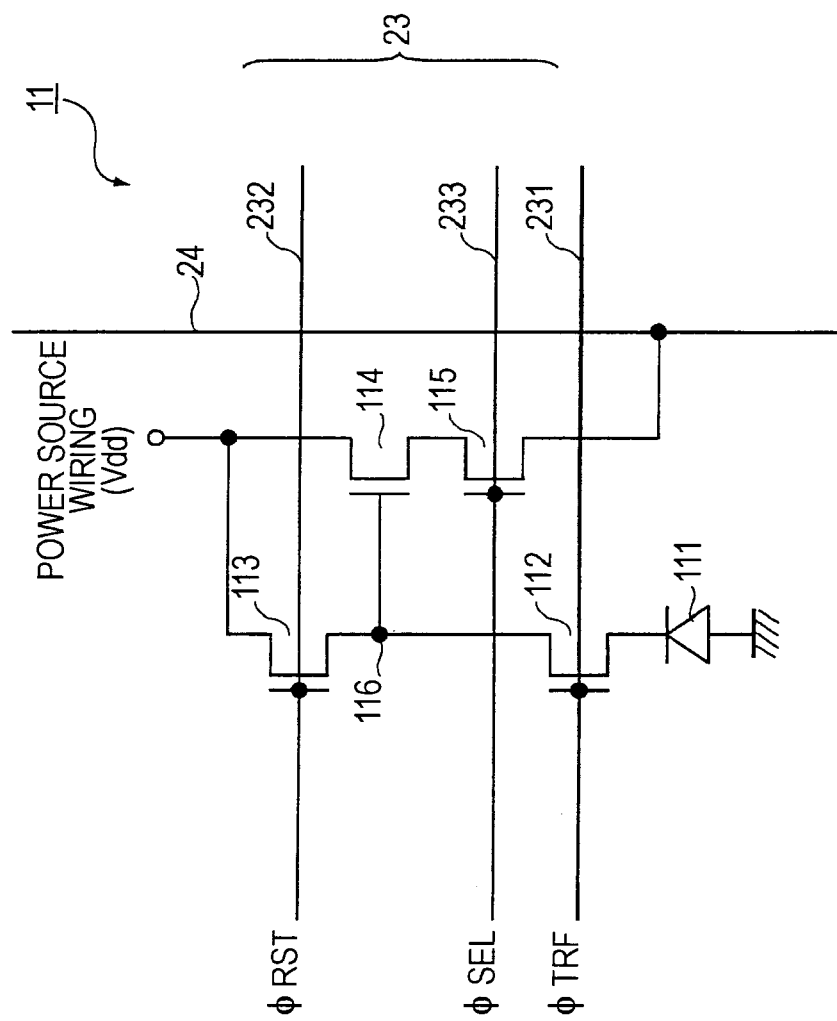 11
23
232
233
231
24
POWER SOURCE
WIRING
(Vdd)
114
115
113
112
111
116
ϕ RST
ϕ SEL
ϕ TRF